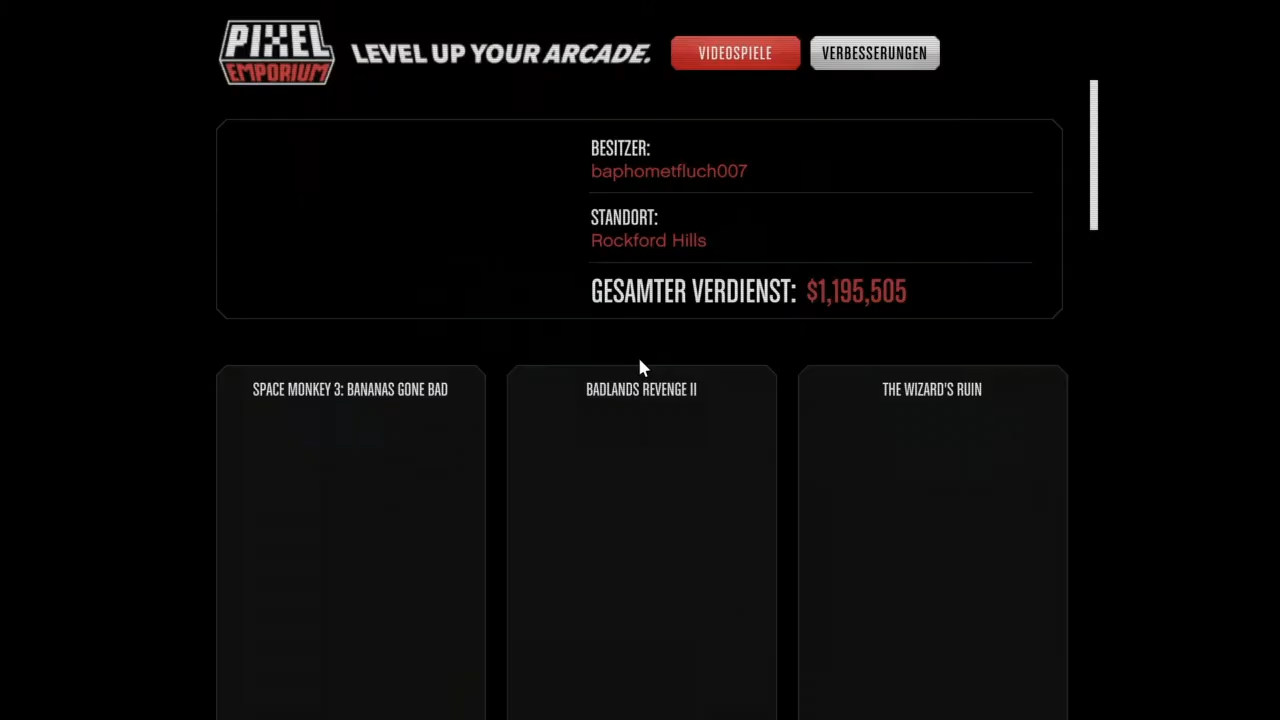 PIXEL
EMPORIUM
LEVEL UP YOUR ARCADE.
VIDEOSPIELE
VERBESSERUNGEN
BESITZER:
baphometfluch007
STANDORT:
Rockford Hills
GESAMTER VERDIENST: $1,195,505
SPACE MONKEY 3: BANANAS GONE BAD
BADLANDS REVENGE II
THE WIZARD'S RUIN